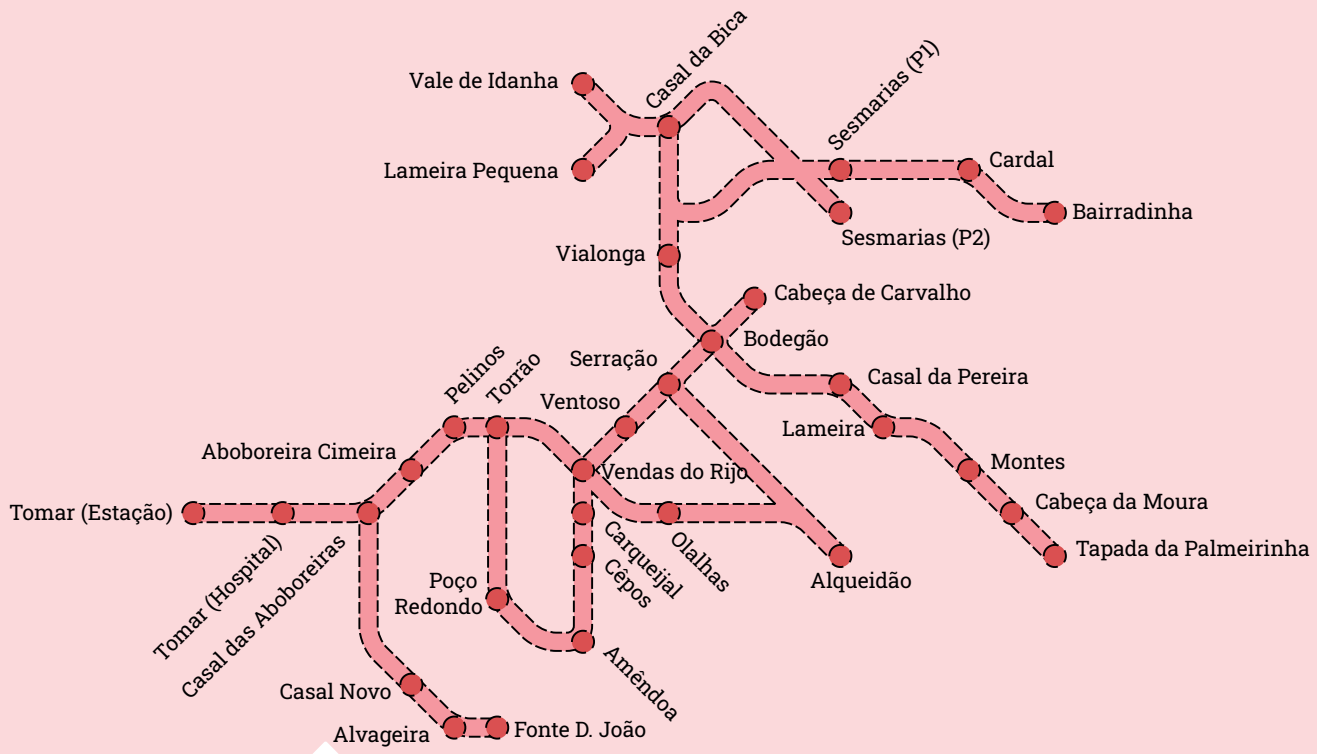 Casal da Bica
Vale de Idanha
Sesmarias (P1)
Lameira Pequena
Cardal
Bairradinha
Sesmarias (P2)
Vialonga
Cabeça de Carvalho
Bodegão
Serração
Casal da Pereira
Pelinos
Torrão
Ventoso
Lameira
Aboboreira Cimeira
Vendas do Rijo
Montes
Cabeça da Moura
Tomar (Estação)
Tomar (Hospital)
Casal das Aboboreiras
Carqueijal
Cêpos
Olalhas
Alqueidão
Tapada da Palmeirinha
Poço
Redondo
Amêndoa
Casal Novo
Alvageira
Fonte D. João